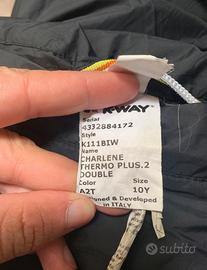 K-WAY
Serial
4332884172
Style
K111BIW
Name
CHARLENE
THERMO PLUS.2
DOUBLE
Color Size
A2T 10Y
& Developed
in ITALY
subito